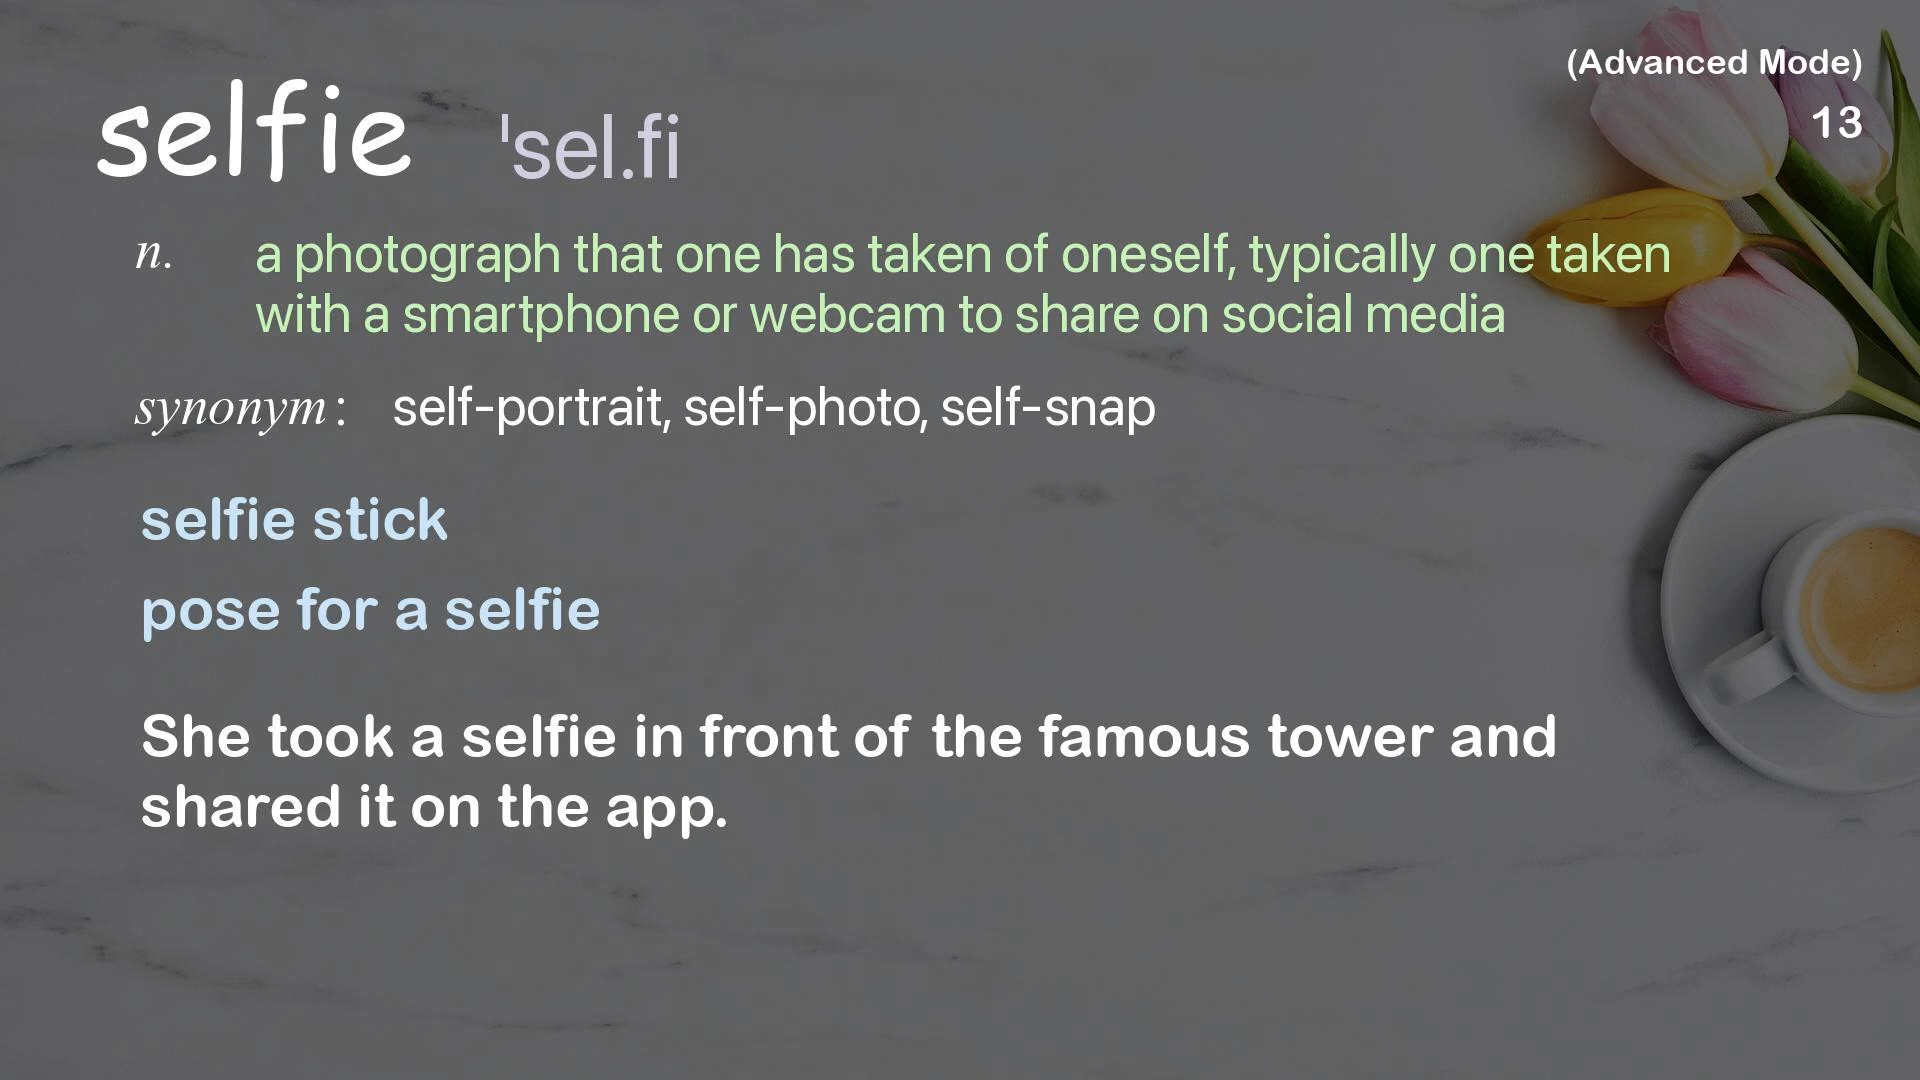 (Advanced Mode)
13
selfie ˈsel.fi
n. a photograph that one has taken of oneself, typically one taken
with a smartphone or webcam to share on social media
synonym: self-portrait, self-photo, self-snap
selfie stick
pose for a selfie
She took a selfie in front of the famous tower and
shared it on the app.